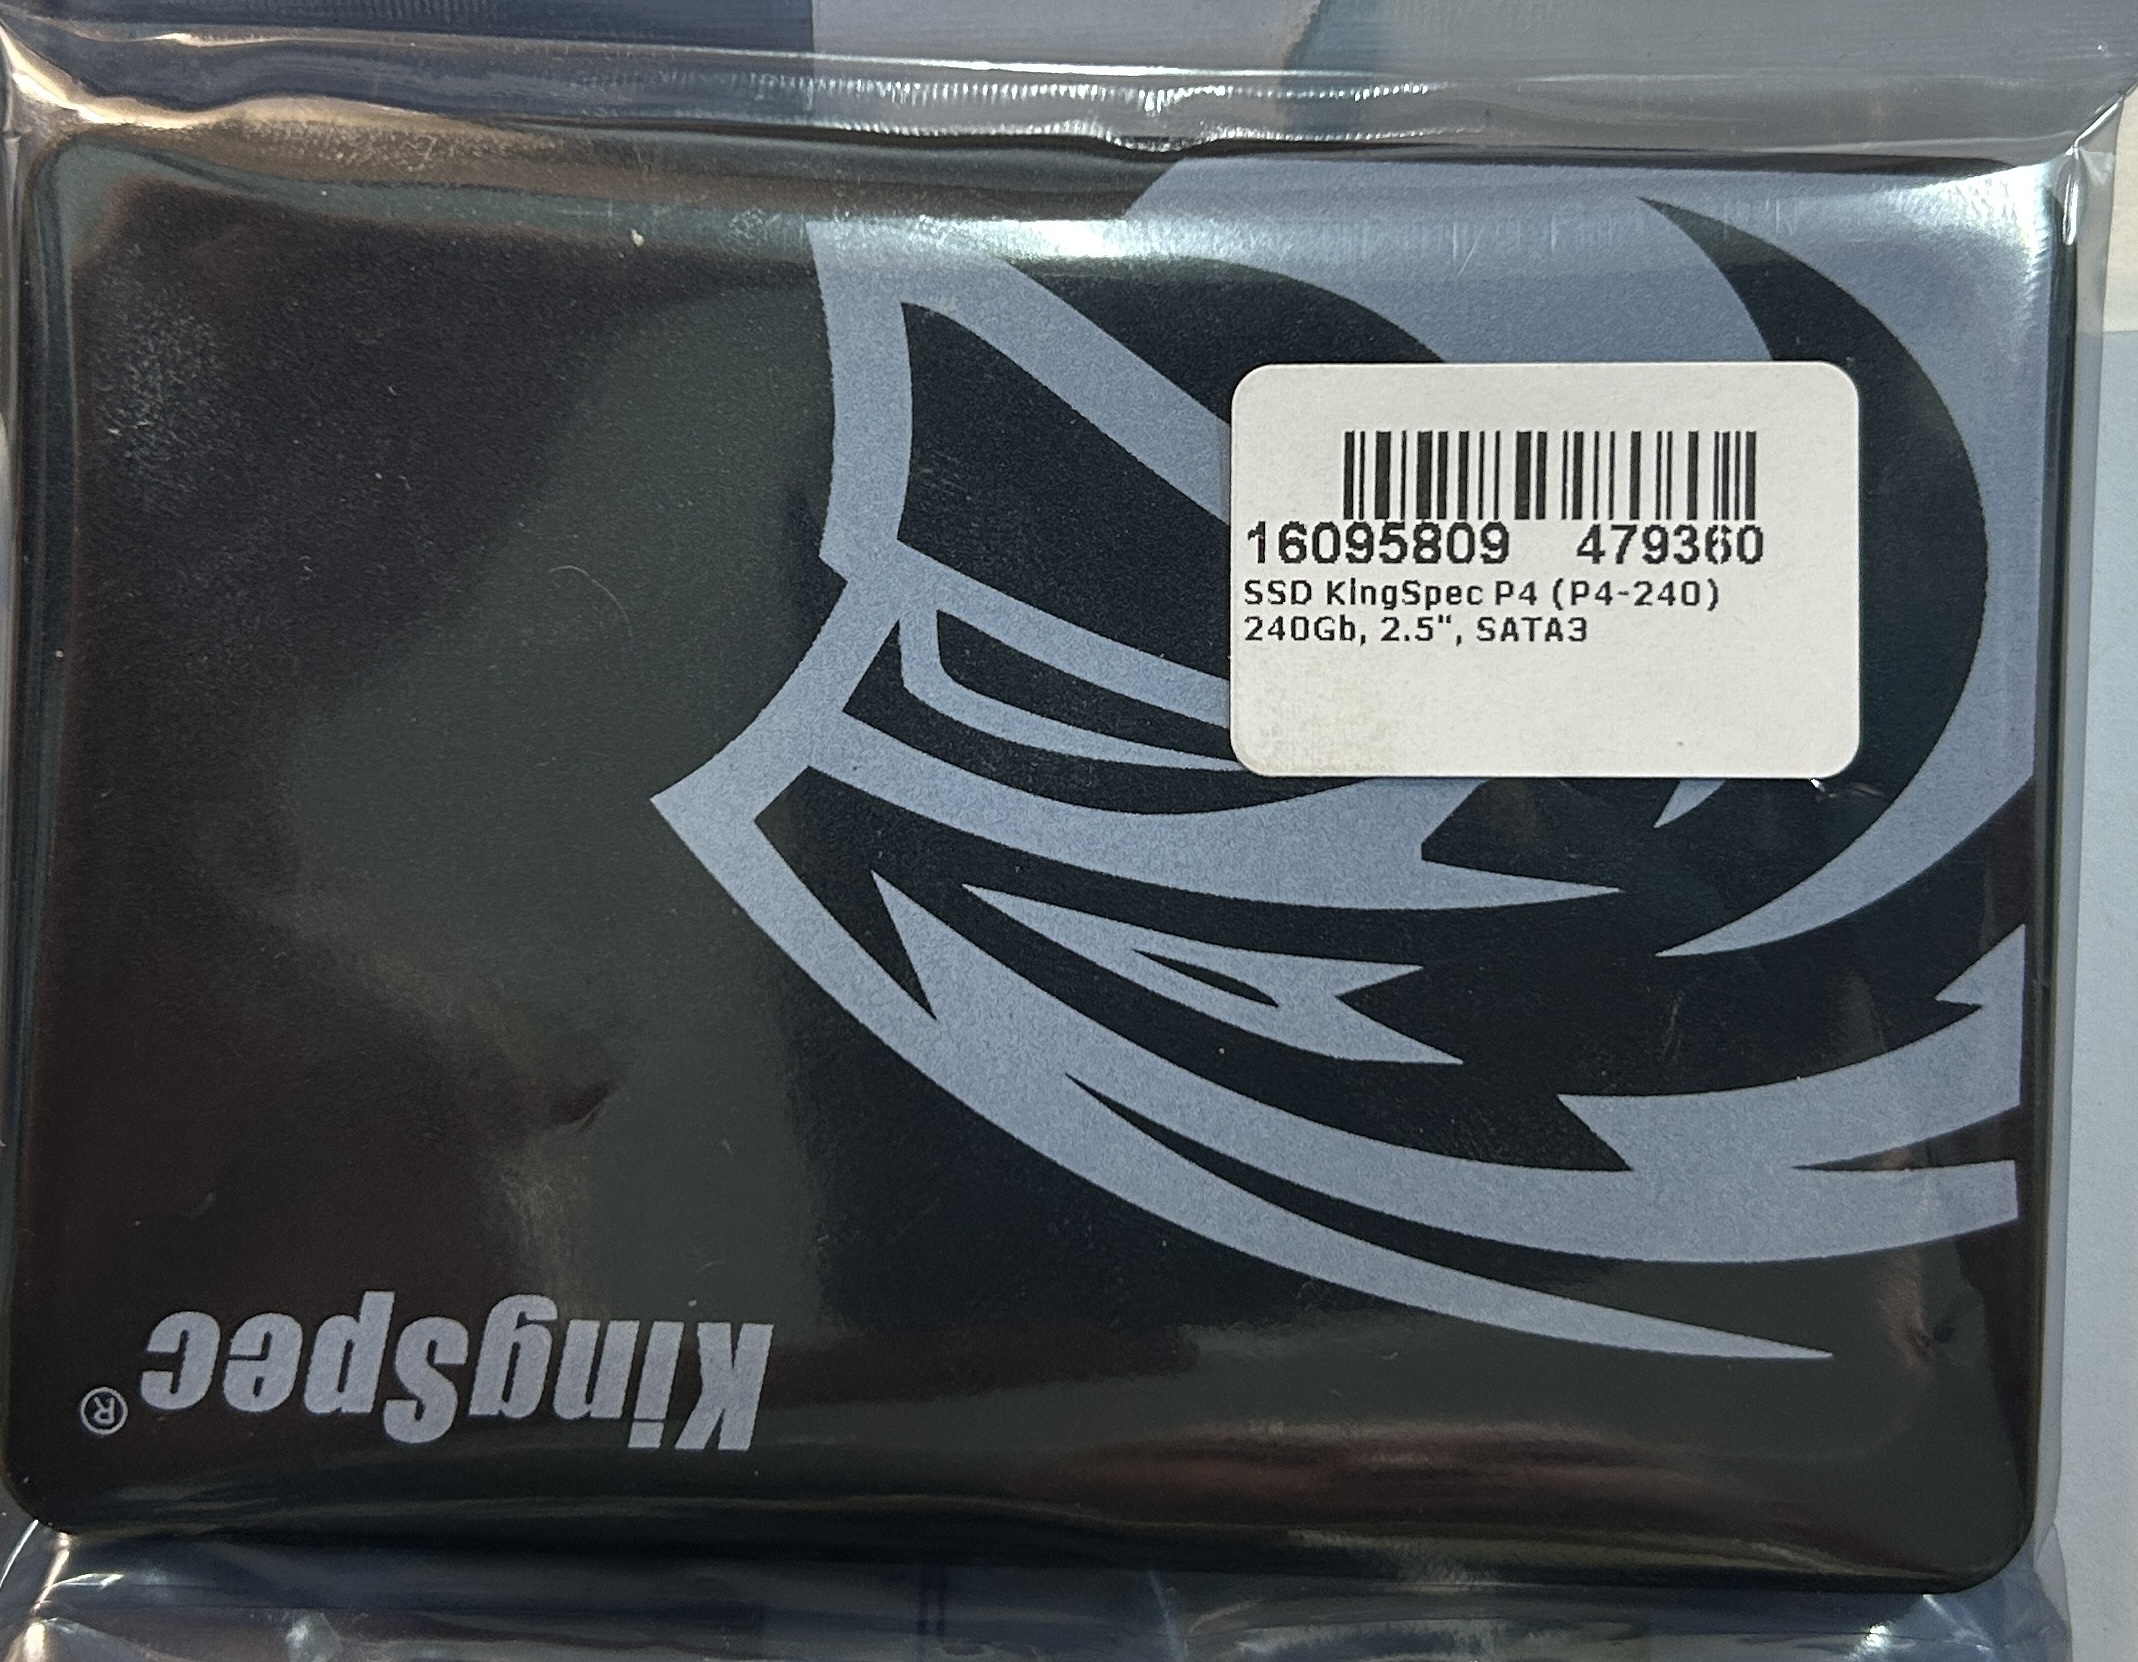 16095809 479360
SSD KingSpec P4 (P4-240)
240Gb, 2.5", SATA3
KingSpec®